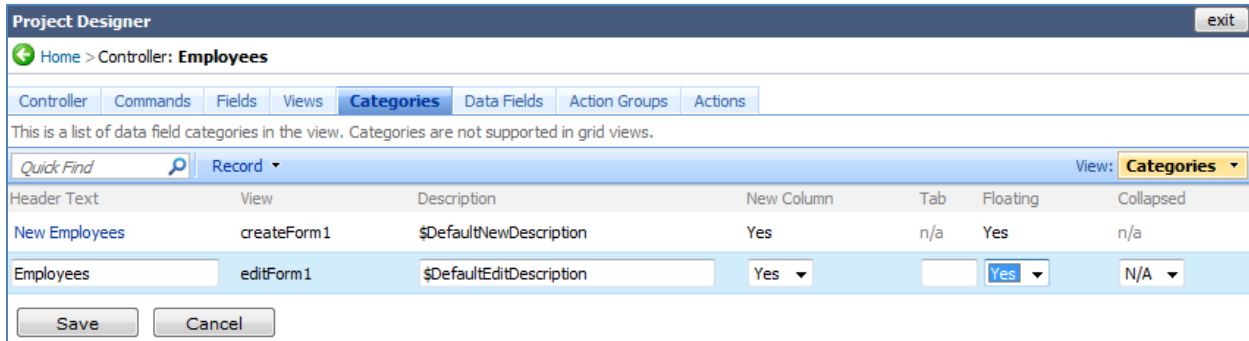 Project Designer exit
Home > Controller: Employees
Controller Commands Fields Views Categories Data Fields Action Groups Actions
This is a list of data field categories in the view. Categories are not supported in grid views.
Quick Find Record View: Categories
Header Text View Description New Column Tab Floating Collapsed
New Employees createForm1 $DefaultNewDescription Yes n/a Yes n/a
Employees editForm1 $DefaultEditDescription Yes Yes N/A
Save Cancel